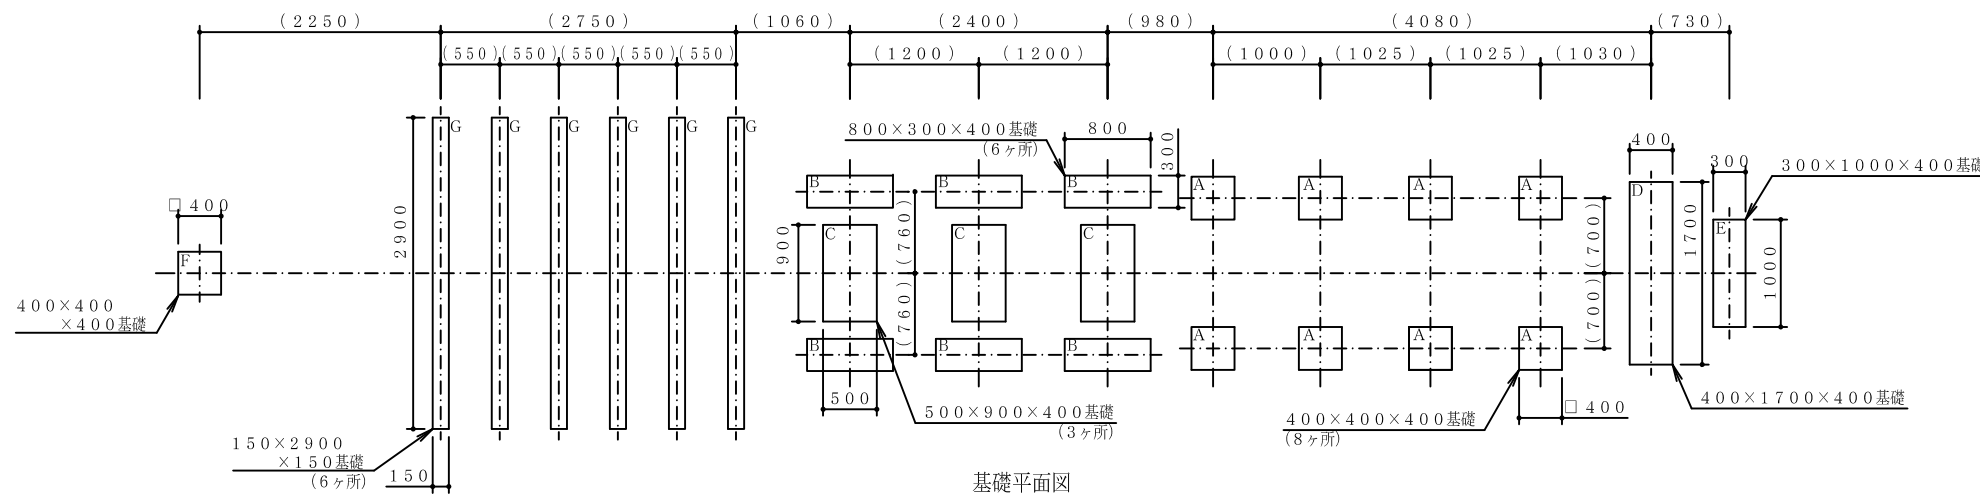 (2250) (2750) (1060) (2400) (980) (4080) (730)
(550) (550) (550) (550) (550) (1200) (1200) (1000) (1025) (1025) (1030)
G G G G G G
800×300×400基礎
(6ヶ所)
800
300
400
300
300×1000×400基礎
□ 400
2900
B B B
A A A A
D
E
F
900
C C C
(760)
(760)
(700)
(700)
1700
1000
400×400
×400基礎
B B B
A A A A
500
500×900×400基礎
(3ヶ所)
400×400×400基礎
(8ヶ所)
□ 400
400×1700×400基礎
150×2900
×150基礎
(6ヶ所)
150
基礎平面図